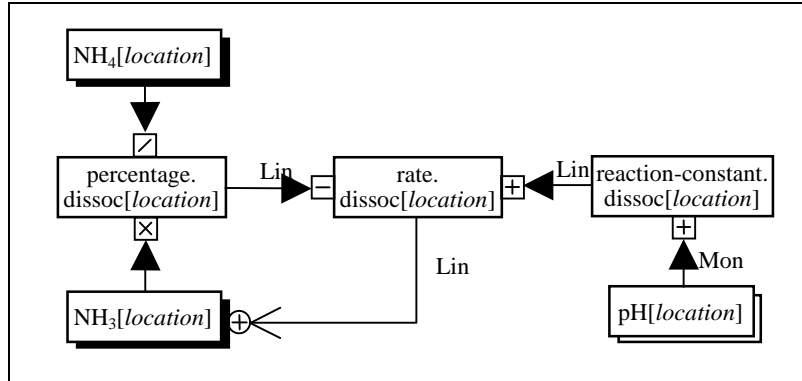 NH₄[location]
percentage.
dissoc[location]
Lin
rate.
dissoc[location]
Lin
reaction-constant.
dissoc[location]
Lin
Mon
NH₃[location]
pH[location]